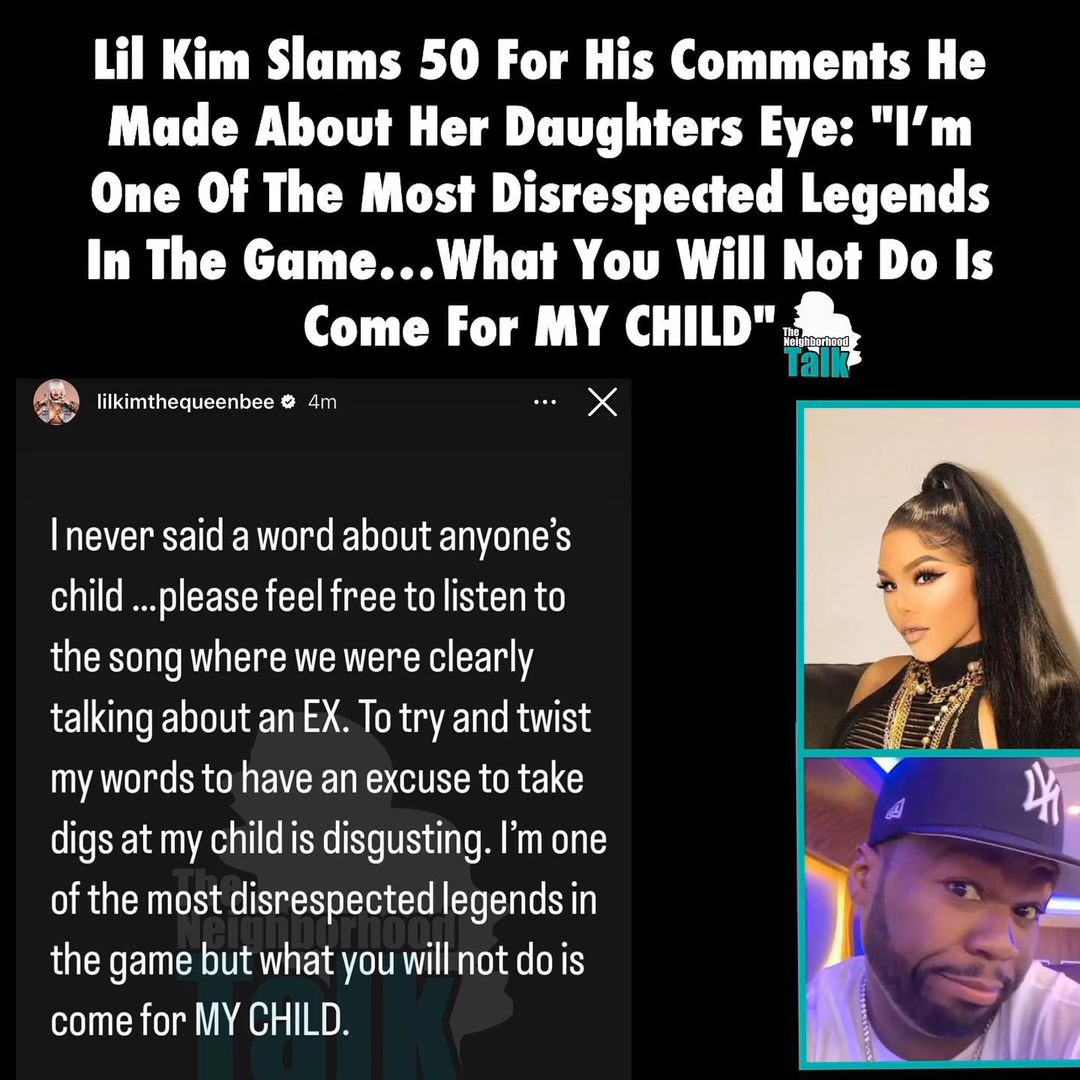 Lil Kim Slams 50 For His Comments He
Made About Her Daughters Eye: "I’m
One Of The Most Disrespected Legends
In The Game...What You Will Not Do Is
Come For MY CHILD"
The
Neighborhood
Talk
lilkimthequeenbee 4m
I never said a word about anyone’s
child ...please feel free to listen to
the song where we were clearly
talking about an EX. To try and twist
my words to have an excuse to take
digs at my child is disgusting. I’m one
of the most disrespected legends in
the game but what you will not do is
come for MY CHILD.
The
Neighborhood
Talk
NY